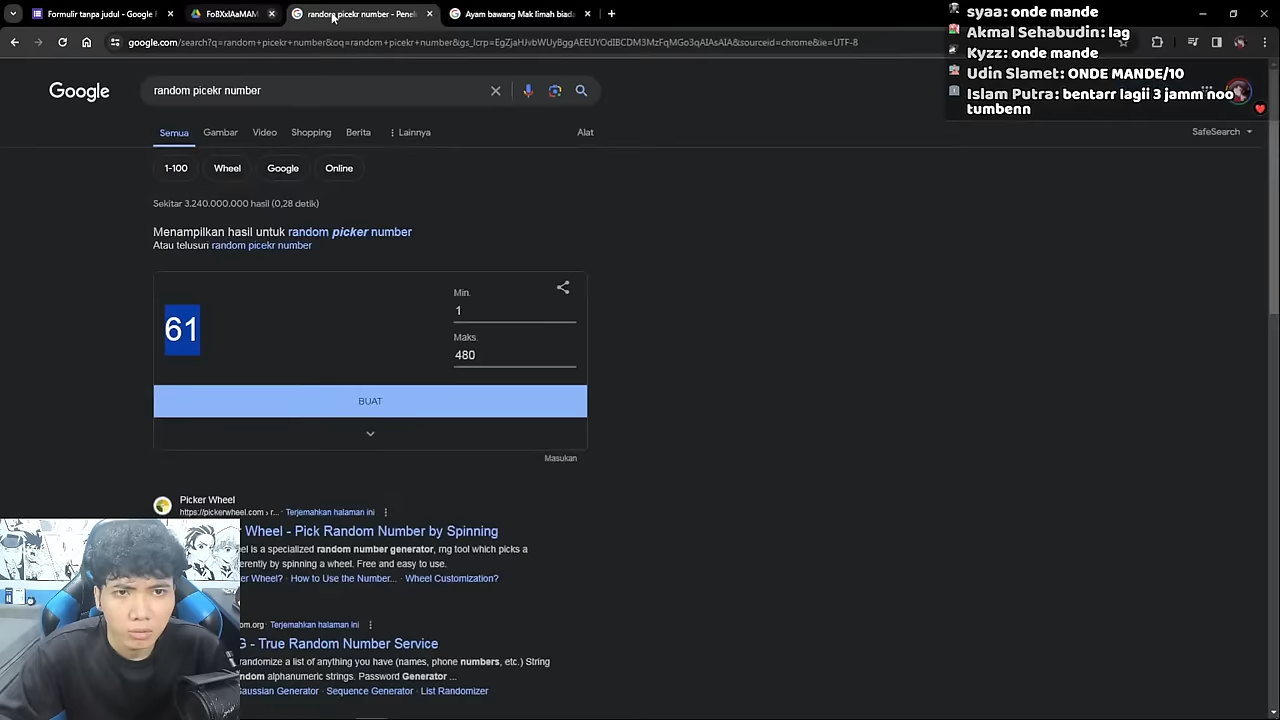 Formulir tanpa judul - Google F
FoBXxIAaMAM
random picekr number - Penel
Ayam bawang Mak limah biada
google.com/search?q=random+picekr+number&oq=random+picekr+number&gs_lcrp=EgZjaHJvbWUyBggAEEUYOdIBCDM3MzFqMGo3qAIAsAIA&sourceid=chrome&ie=UTF-8
syaa: onde mande
Akmal Sehabudin: lag
Kyzz: onde mande
Udin Slamet: ONDE MANDE/10
Islam Putra: bentarr lagii 3 jamm noo
tumbenn
Google
random picekr number
Semua
Gambar
Video
Shopping
Berita
Lainnya
Alat
SafeSearch
1-100
Wheel
Google
Online
Sekitar 3.240.000.000 hasil (0,28 detik)
Menampilkan hasil untuk random picker number
Atau telusuri random picekr number
61
Min.
1
Maks.
480
BUAT
Masukan
Picker Wheel
https://pickerwheel.com › r... · Terjemahkan halaman ini
Wheel - Pick Random Number by Spinning
el is a specialized random number generator, rng tool which picks a
erently by spinning a wheel. Free and easy to use.
er Wheel? · How to Use the Number... · Wheel Customization?
om.org · Terjemahkan halaman ini
G - True Random Number Service
randomize a list of anything you have (names, phone numbers, etc.) String
ndom alphanumeric strings. Password Generator ...
aussian Generator · Sequence Generator · List Randomizer